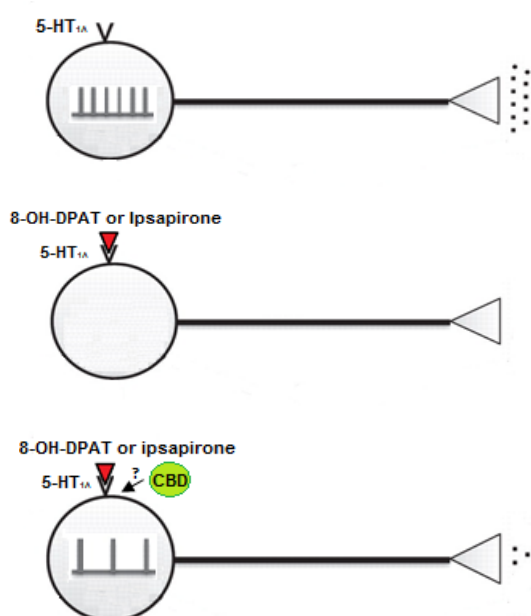 5-HT₁ₐ
8-OH-DPAT or Ipsapirone
5-HT₁ₐ
8-OH-DPAT or ipsapirone
?
5-HT₁ₐ
CBD